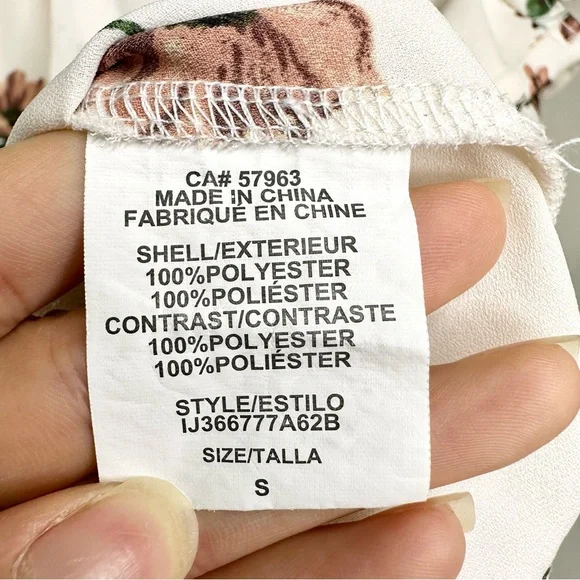 CA# 57963
MADE IN CHINA
FABRIQUÉ EN CHINE
SHELL/EXTERIEUR
100%POLYESTER
100%POLIÉSTER
CONTRAST/CONTRASTE
100%POLYESTER
100%POLIÉSTER
STYLE/ESTILO
IJ366777A62B
SIZE/TALLA
S